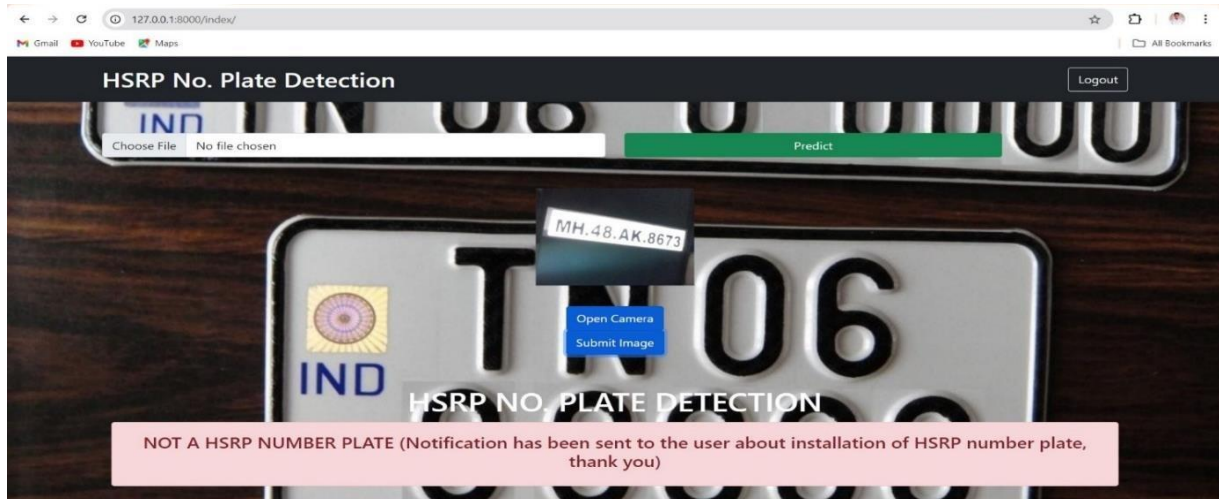 127.0.0.1:8000/index/
Gmail YouTube Maps All Bookmarks
HSRP No. Plate Detection Logout
IND TN 06
Choose File No file chosen Predict
MH.48.AK.8673
TN 06
Open Camera
Submit Image
IND
HSRP NO. PLATE DETECTION
NOT A HSRP NUMBER PLATE (Notification has been sent to the user about installation of HSRP number plate,
thank you)